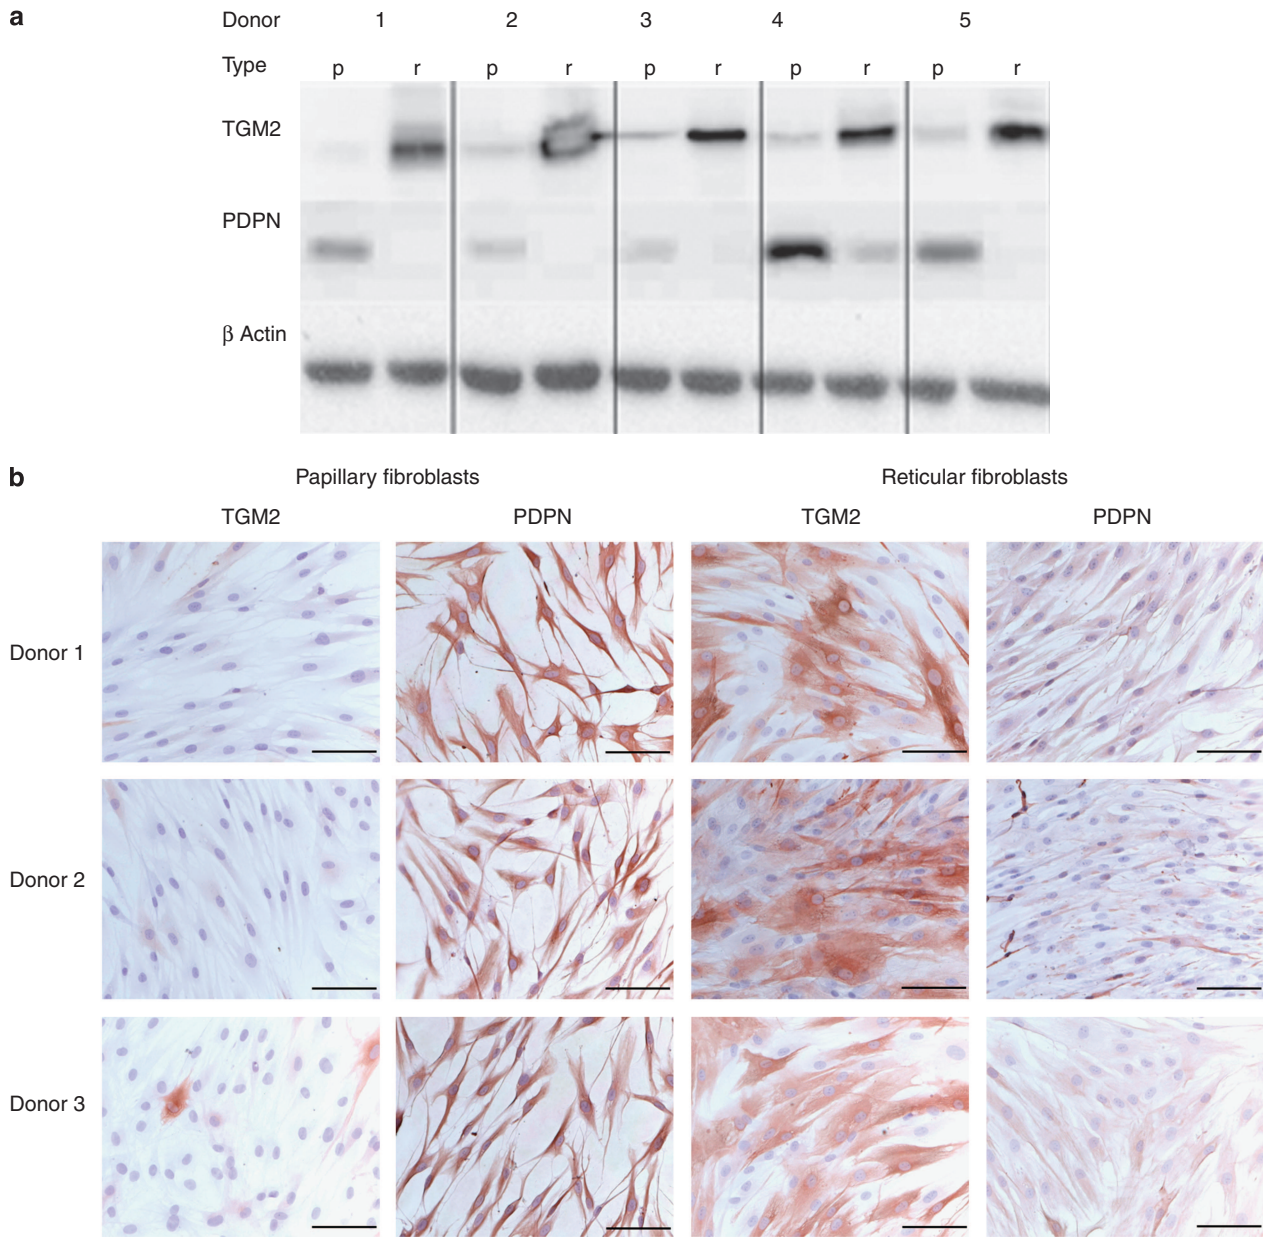 a
Donor 1 2 3 4 5
Type p r p r p r p r p r
TGM2
PDPN
β Actin
b
Papillary fibroblasts Reticular fibroblasts
TGM2 PDPN TGM2 PDPN
Donor 1
Donor 2
Donor 3